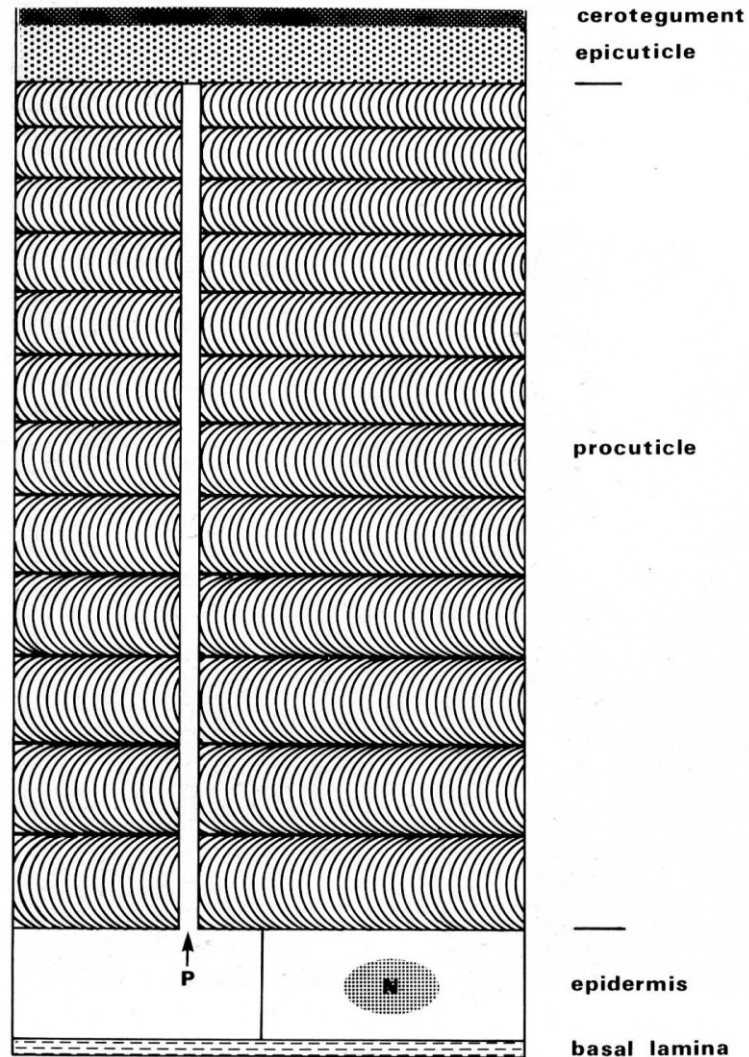 cerotegument
epicuticle
procuticle
P
N
epidermis
basal lamina